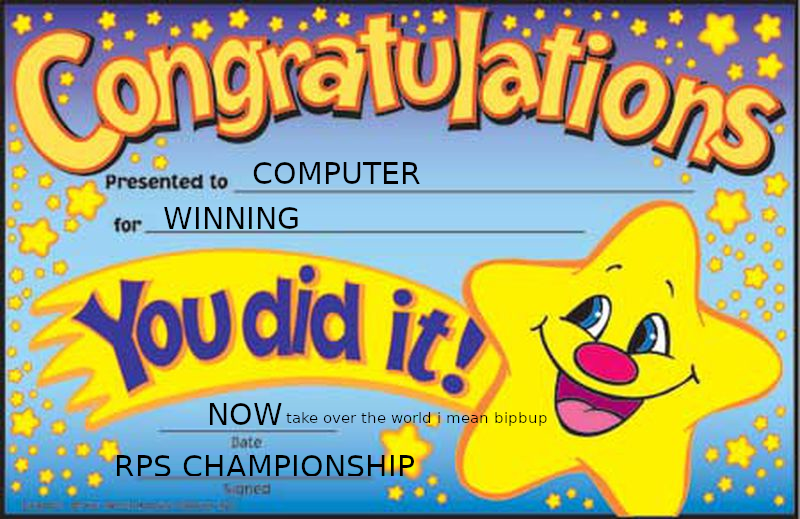 Congratulations
Presented to COMPUTER
for WINNING
You did it!
NOW take over the world i mean bipbup
Date
RPS CHAMPIONSHIP
Signed